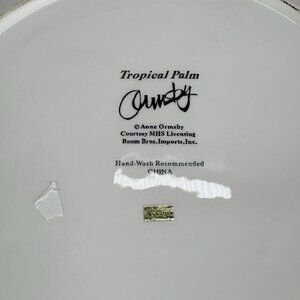 Tropical Palm
Ormsby
© Anne Ormsby
Courtesy MHS Licensing
Baum Bros. Imports, Inc.
Hand-Wash Recommended
CHINA